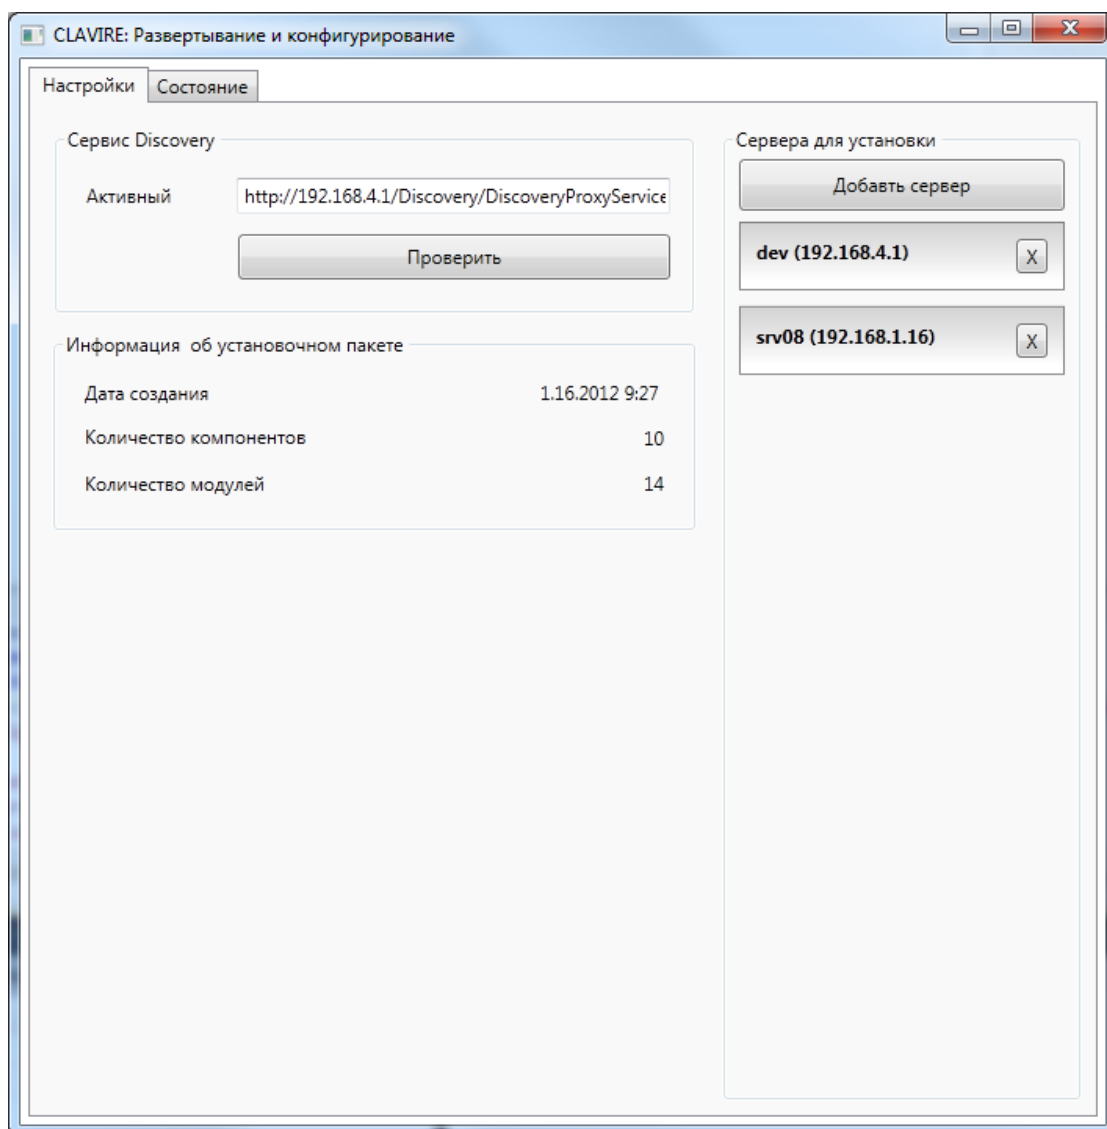 CLAVIRE: Развертывание и конфигурирование
Настройки
Состояние
Сервис Discovery
Активный
http://192.168.4.1/Discovery/DiscoveryProxyService
Проверить
Информация об установочном пакете
Дата создания
1.16.2012 9:27
Количество компонентов
10
Количество модулей
14
Сервера для установки
Добавть сервер
dev (192.168.4.1)
X
srv08 (192.168.1.16)
X